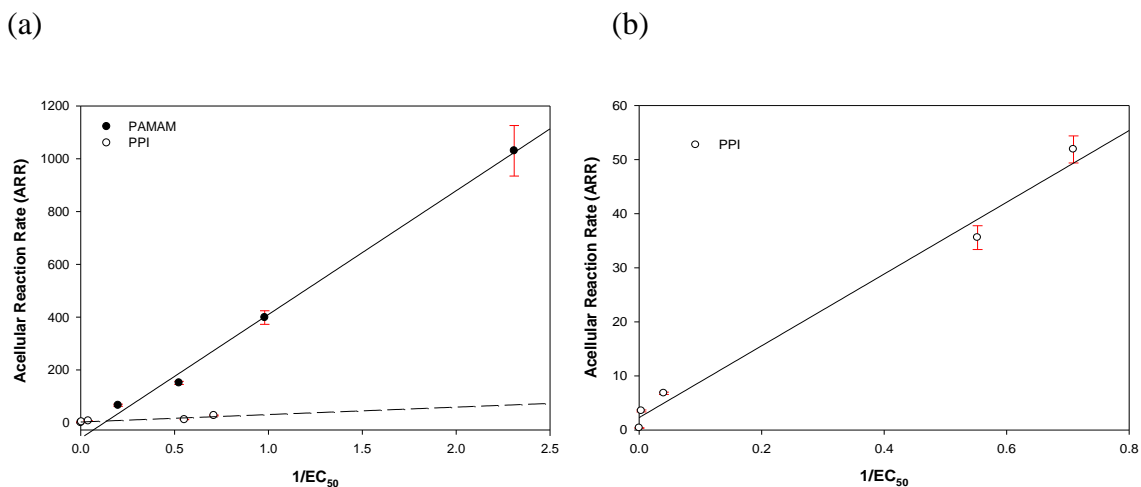 (a)
(b)
Acellular Reaction Rate (ARR)
1200
1000
800
600
400
200
0
PAMAM
PPI
0.0 0.5 1.0 1.5 2.0 2.5
1/EC50
Acellular Reaction Rate (ARR)
60
50
40
30
20
10
0
PPI
0.0 0.2 0.4 0.6 0.8
1/EC50